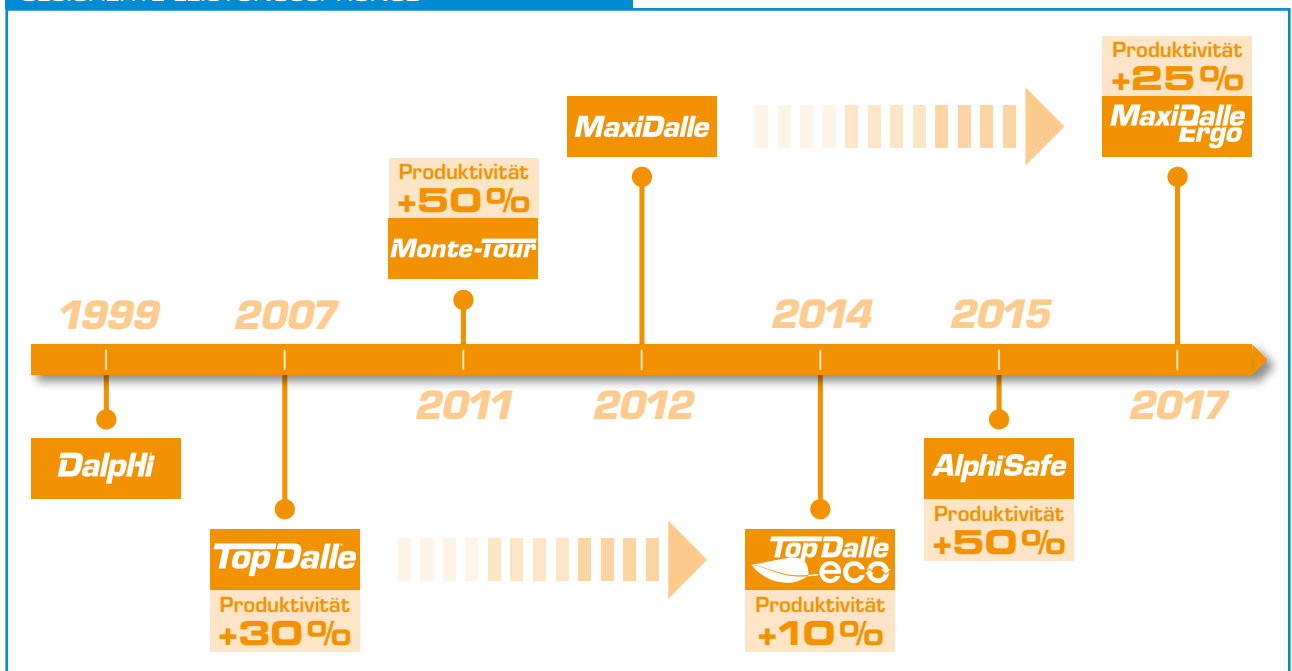 Produktivität
+25%
MaxiDalle
Ergo
MaxiDalle
Produktivität
+50%
Monte-Tour
1999
2007
2014
2015
2011
2012
2017
DalpHi
AlphiSafe
Produktivität
+50%
TopDalle
Produktivität
+30%
TopDalle
eco
Produktivität
+10%